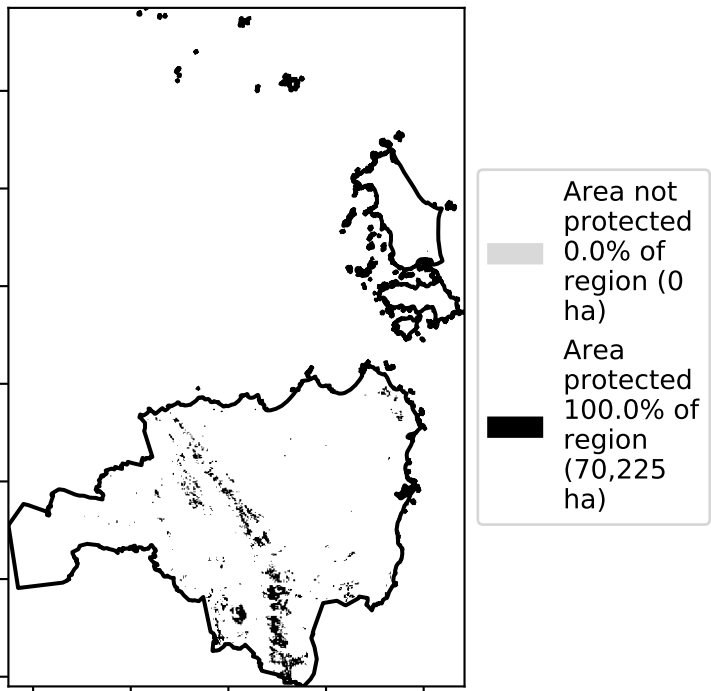 Area not
protected
0.0% of
region (0
ha)
Area
protected
100.0% of
region
(70,225
ha)